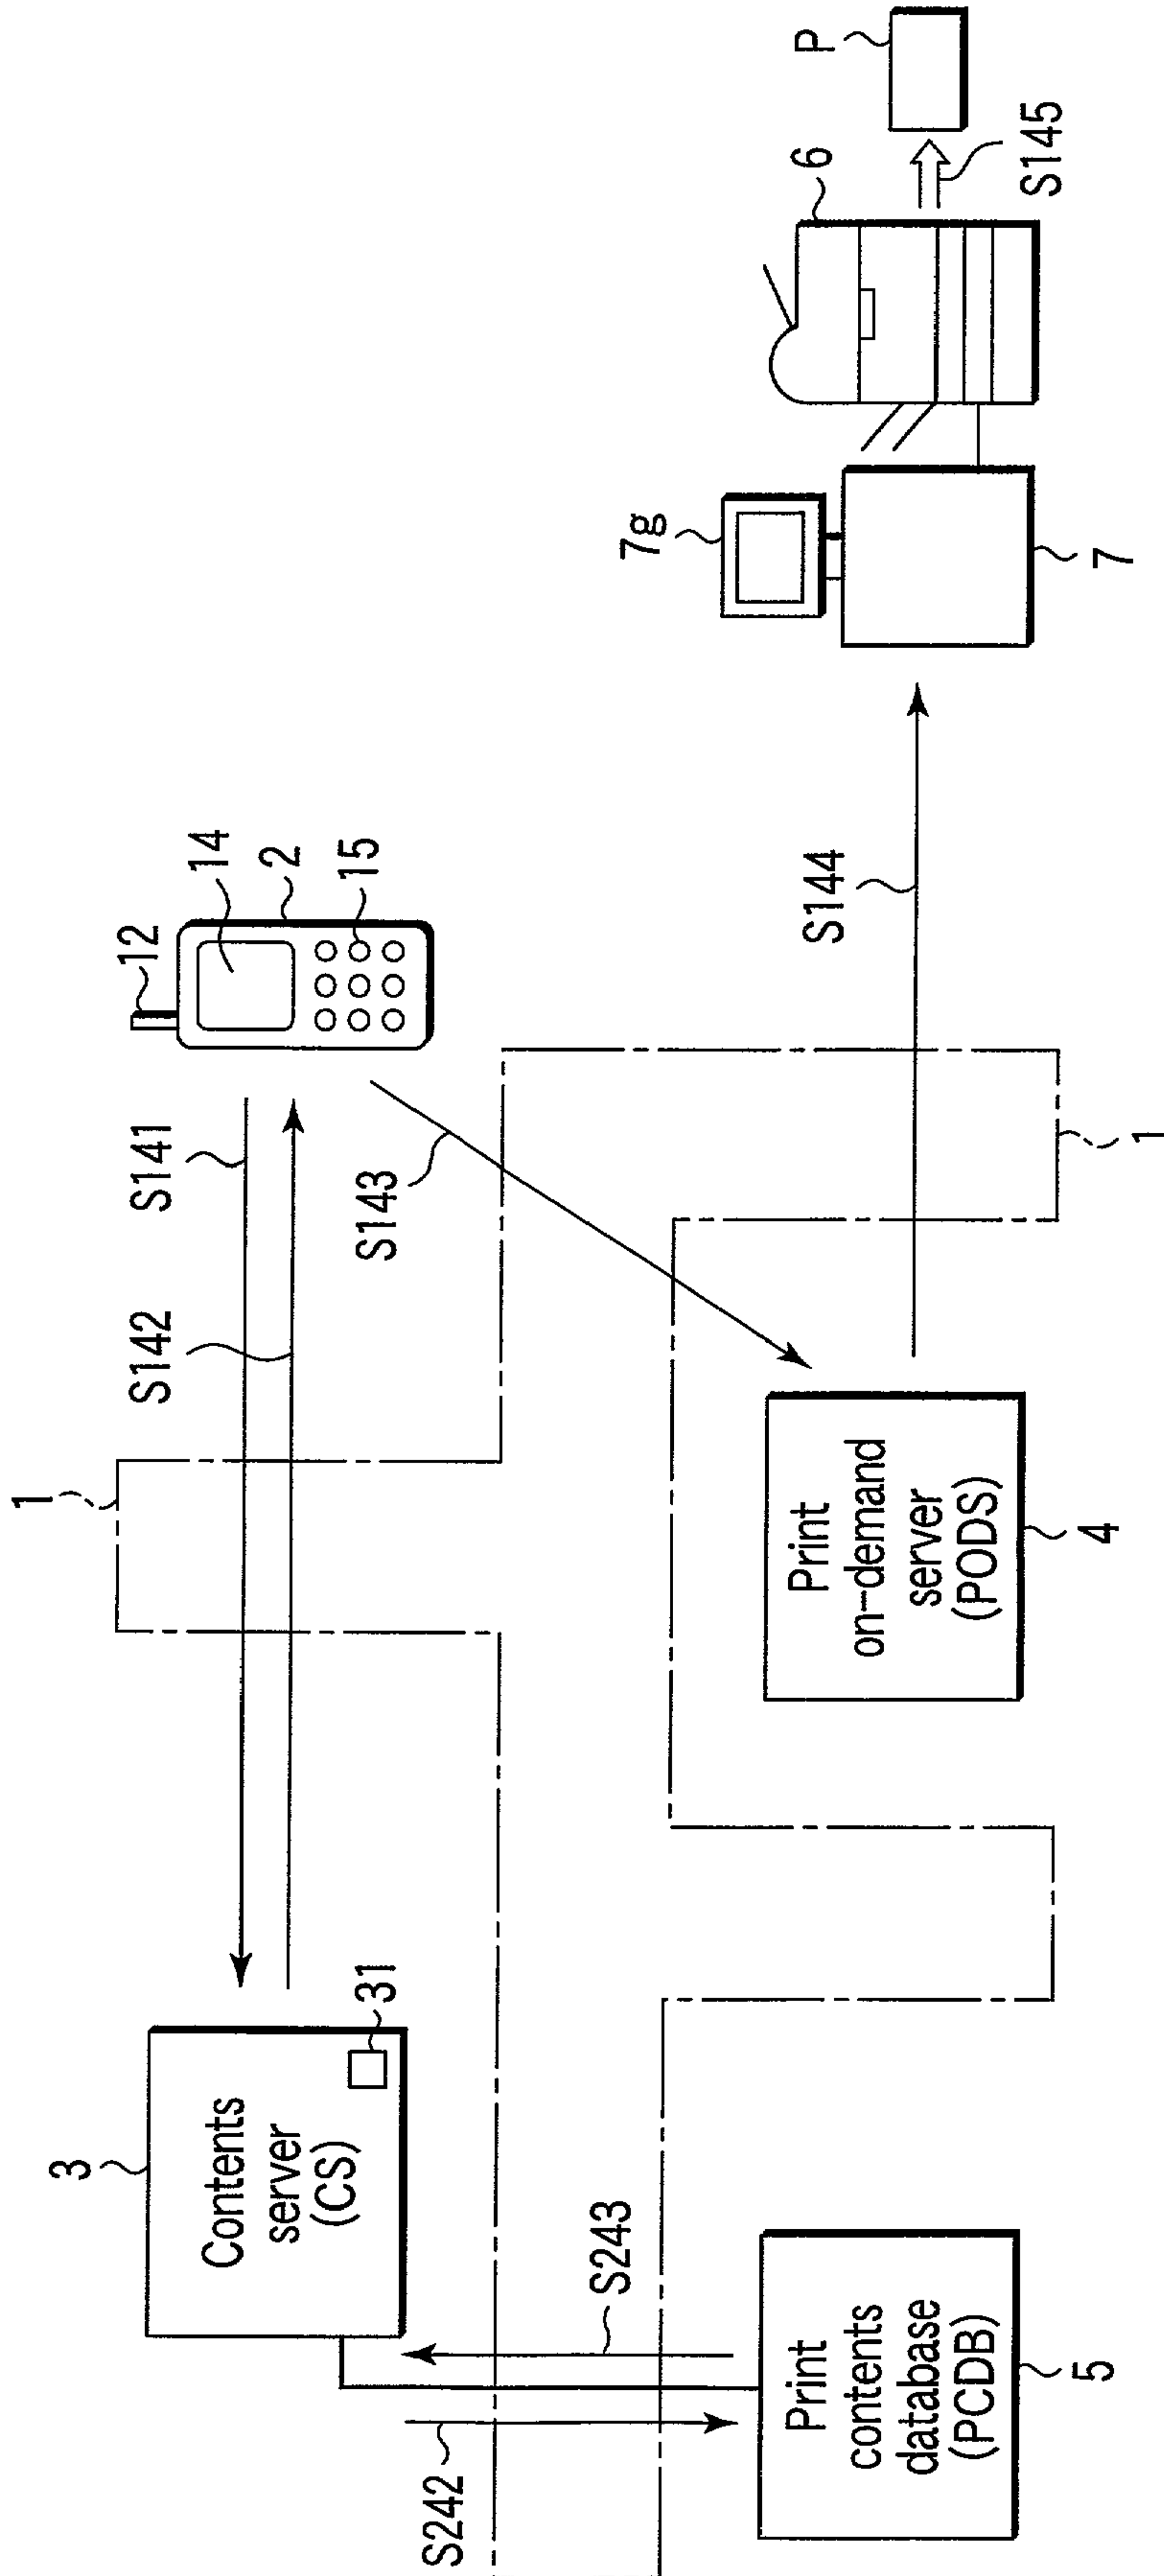 3
Contents
server
(CS)
31
1
S141
S142
12
14
2
15
S143
S242
S243
Print
contents
database
(PCDB)
5
Print
on-demand
server
(PODS)
4
1
S144
7g
7
6
P
S145